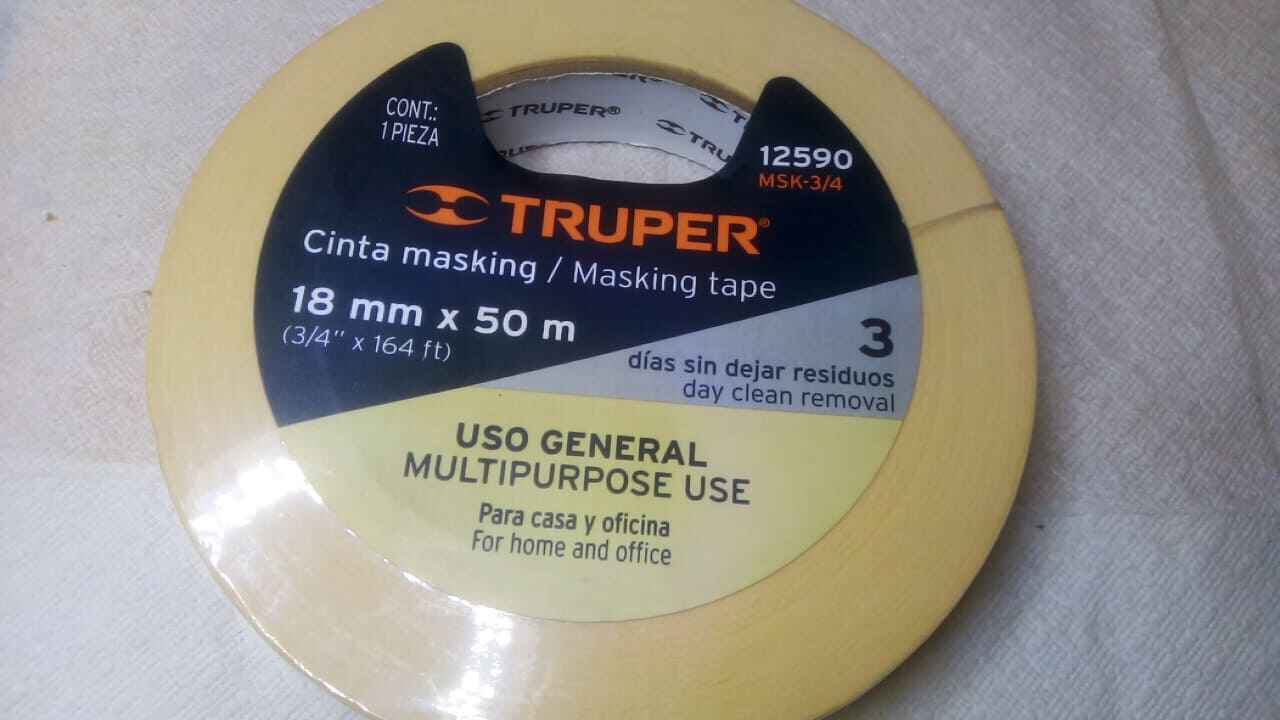 CONT.:
1 PIEZA
TRUPER®
TRUPER
12590
MSK-3/4
TRUPER®
Cinta masking / Masking tape
18 mm x 50 m
(3/4" x 164 ft)
3
días sin dejar residuos
day clean removal
USO GENERAL
MULTIPURPOSE USE
Para casa y oficina
For home and office